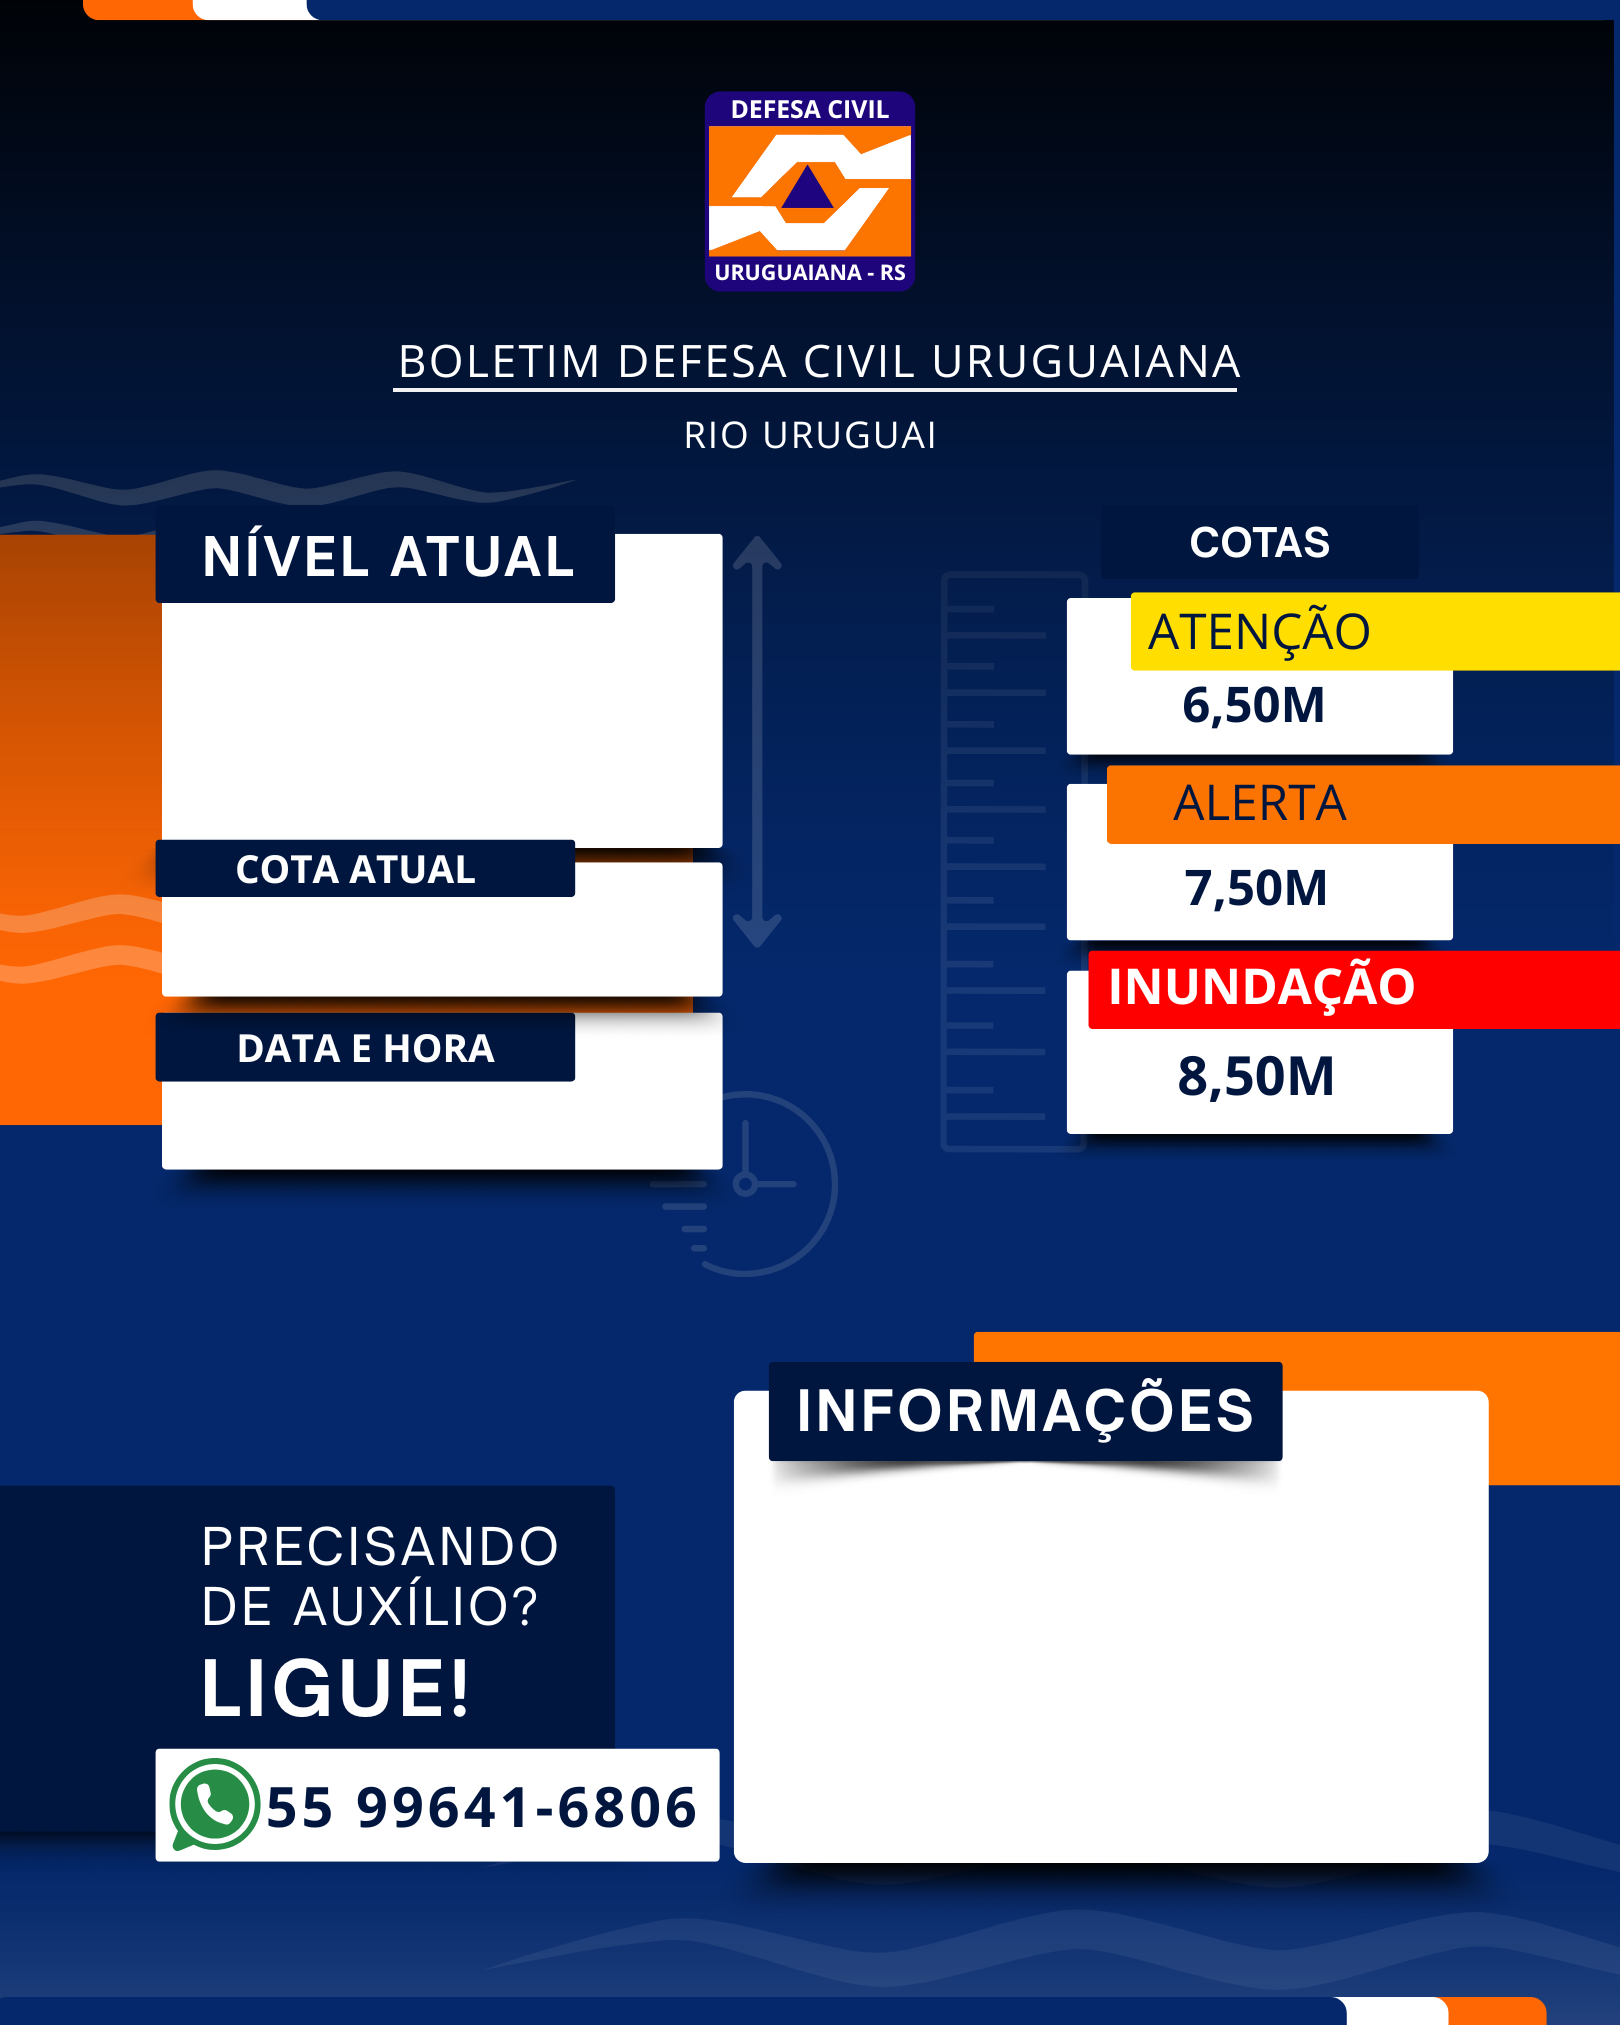 DEFESA CIVIL
URUGUAIANA - RS
BOLETIM DEFESA CIVIL URUGUAIANA
RIO URUGUAI
NÍVEL ATUAL
COTA ATUAL
DATA E HORA
COTAS
ATENÇÃO
6,50M
ALERTA
7,50M
INUNDAÇÃO
8,50M
INFORMAÇÕES
PRECISANDO
DE AUXÍLIO?
LIGUE!
55 99641-6806